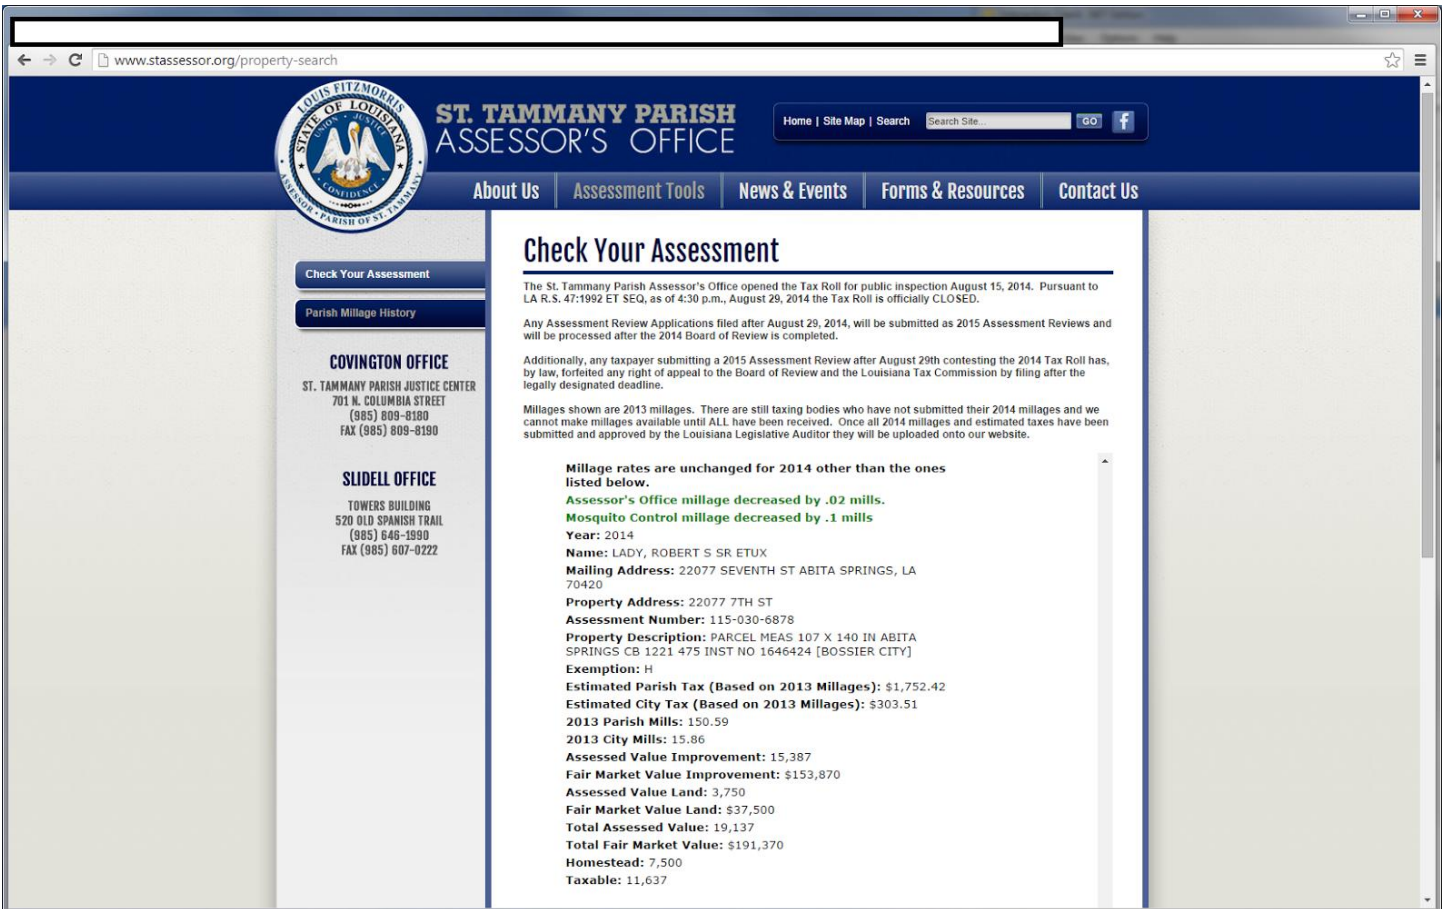 www.stassessor.org/property-search
LOUIS FITZMORRIS
STATE OF LOUISIANA
UNION · JUSTICE
CONFIDENCE
ASSESSOR · PARISH OF ST. TAMMANY
ST. TAMMANY PARISH
ASSESSOR'S OFFICE
Home | Site Map | Search
Search Site...
GO
f
About Us
Assessment Tools
News & Events
Forms & Resources
Contact Us
Check Your Assessment
Parish Millage History
COVINGTON OFFICE
ST. TAMMANY PARISH JUSTICE CENTER
701 N. COLUMBIA STREET
(985) 809-8180
FAX (985) 809-8190
SLIDELL OFFICE
TOWERS BUILDING
520 OLD SPANISH TRAIL
(985) 646-1990
FAX (985) 607-0222
Check Your Assessment
The St. Tammany Parish Assessor's Office opened the Tax Roll for public inspection August 15, 2014.  Pursuant to
LA R.S. 47:1992 ET SEQ, as of 4:30 p.m., August 29, 2014 the Tax Roll is officially CLOSED.
Any Assessment Review Applications filed after August 29, 2014, will be submitted as 2015 Assessment Reviews and
will be processed after the 2014 Board of Review is completed.
Additionally, any taxpayer submitting a 2015 Assessment Review after August 29th contesting the 2014 Tax Roll has,
by law, forfeited any right of appeal to the Board of Review and the Louisiana Tax Commission by filing after the
legally designated deadline.
Millages shown are 2013 millages.  There are still taxing bodies who have not submitted their 2014 millages and we
cannot make millages available until ALL have been received.  Once all 2014 millages and estimated taxes have been
submitted and approved by the Louisiana Legislative Auditor they will be uploaded onto our website.
Millage rates are unchanged for 2014 other than the ones
listed below.
Assessor's Office millage decreased by .02 mills.
Mosquito Control millage decreased by .1 mills
Year: 2014
Name: LADY, ROBERT S SR ETUX
Mailing Address: 22077 SEVENTH ST ABITA SPRINGS, LA
70420
Property Address: 22077 7TH ST
Assessment Number: 115-030-6878
Property Description: PARCEL MEAS 107 X 140 IN ABITA
SPRINGS CB 1221 475 INST NO 1646424 [BOSSIER CITY]
Exemption: H
Estimated Parish Tax (Based on 2013 Millages): $1,752.42
Estimated City Tax (Based on 2013 Millages): $303.51
2013 Parish Mills: 150.59
2013 City Mills: 15.86
Assessed Value Improvement: 15,387
Fair Market Value Improvement: $153,870
Assessed Value Land: 3,750
Fair Market Value Land: $37,500
Total Assessed Value: 19,137
Total Fair Market Value: $191,370
Homestead: 7,500
Taxable: 11,637